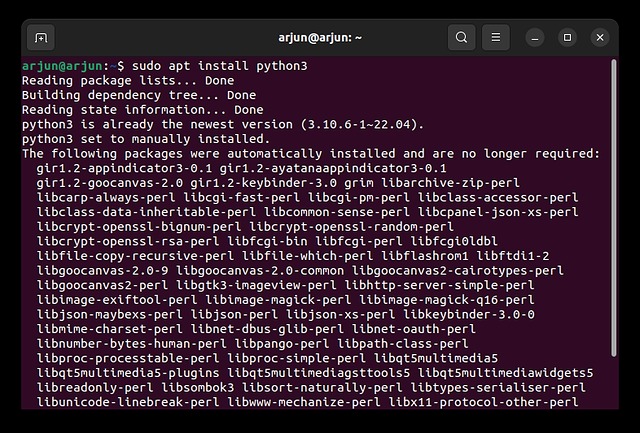 arjun@arjun: ~
arjun@arjun:~$ sudo apt install python3
Reading package lists... Done
Building dependency tree... Done
Reading state information... Done
python3 is already the newest version (3.10.6-1~22.04).
python3 set to manually installed.
The following packages were automatically installed and are no longer required:
gir1.2-appindicator3-0.1 gir1.2-ayatanaappindicator3-0.1
gir1.2-goocanvas-2.0 gir1.2-keybinder-3.0 grim libarchive-zip-perl
libcarp-always-perl libcgi-fast-perl libcgi-pm-perl libclass-accessor-perl
libclass-data-inheritable-perl libcommon-sense-perl libcpanel-json-xs-perl
libcrypt-openssl-bignum-perl libcrypt-openssl-random-perl
libcrypt-openssl-rsa-perl libfcgi-bin libfcgi-perl libfcgi0ldbl
libfile-copy-recursive-perl libfile-which-perl libflashrom1 libftdi1-2
libgoocanvas-2.0-9 libgoocanvas-2.0-common libgoocanvas2-cairotypes-perl
libgoocanvas2-perl libgtk3-imageview-perl libhttp-server-simple-perl
libimage-exiftool-perl libimage-magick-perl libimage-magick-q16-perl
libjson-maybexs-perl libjson-perl libjson-xs-perl libkeybinder-3.0-0
libmime-charset-perl libnet-dbus-glib-perl libnet-oauth-perl
libnumber-bytes-human-perl libpango-perl libpath-class-perl
libproc-processtable-perl libproc-simple-perl libqt5multimedia5
libqt5multimedia5-plugins libqt5multimediagsttools5 libqt5multimediawidgets5
libreadonly-perl libsombok3 libsort-naturally-perl libtypes-serialiser-perl
libunicode-linebreak-perl libwww-mechanize-perl libx11-protocol-other-perl